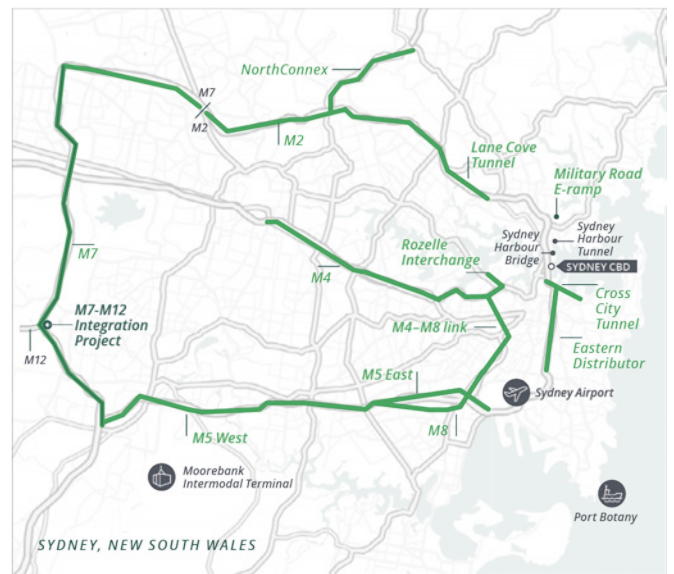 NorthConnex
M7
M2
M2
Lane Cove
Tunnel
Military Road
E-ramp
Sydney
Harbour
Tunnel
Sydney
Harbour
Bridge
SYDNEY CBD
Rozelle
Interchange
M7
M4
Cross
City
Tunnel
M7-M12
Integration
Project
M12
M4–M8 link
Eastern
Distributor
M5 East
Sydney Airport
M5 West
M8
Moorebank
Intermodal Terminal
Port Botany
SYDNEY, NEW SOUTH WALES